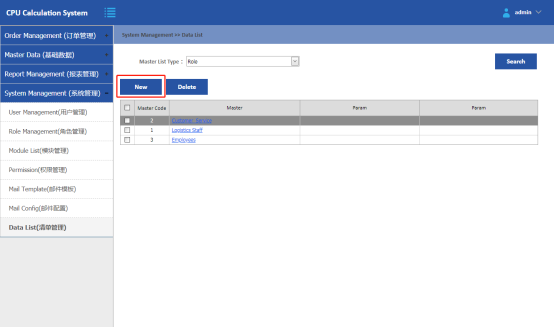 CPU Calculation System
admin
Order Management (订单管理)
System Management >> Data List
Master Data (基础数据)
Master List Type : Role
Search
Report Management (报表管理)
New
Delete
System Management (系统管理)
Master Code Master Param Param
User Management(用户管理)
2 Customer Service
1 Logistics Staff
Role Management(角色管理)
3 Employees
Module List(模块管理)
Permission(权限管理)
Mail Template(邮件模板)
Mail Config(邮件配置)
Data List(清单管理)